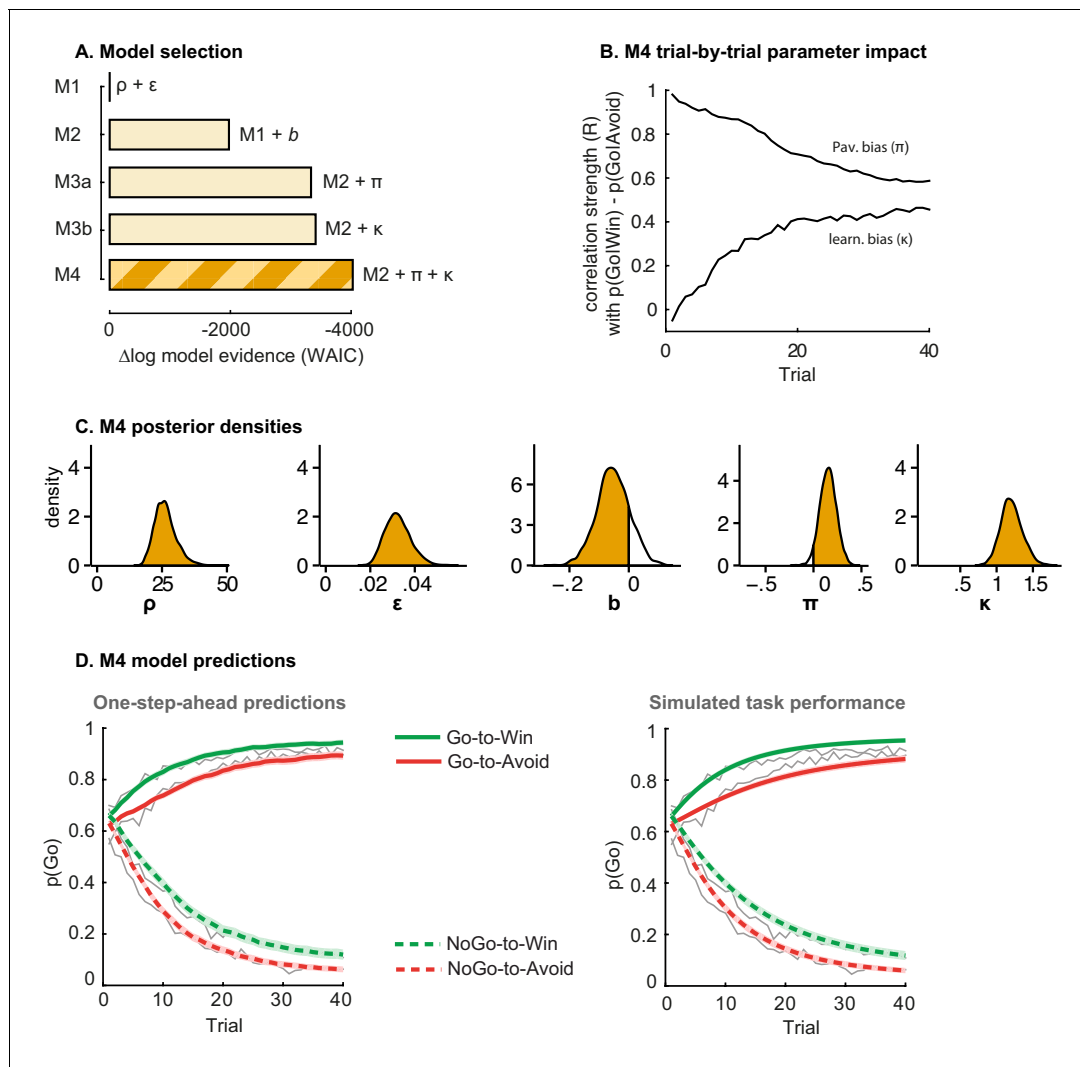 A. Model selection
M1
ρ + ε
M2
M1 + b
M3a
M2 + π
M3b
M2 + κ
M4
M2 + π + κ
0
-2000
-4000
Δlog model evidence (WAIC)
B. M4 trial-by-trial parameter impact
correlation strength (R)
with p(Go|Win) - p(Go|Avoid)
1
0.8
0.6
0.4
0.2
0
Pav. bias (π)
learn. bias (κ)
0
20
40
Trial
C. M4 posterior densities
density
4
2
0
0
25
50
ρ
4
2
0
0
.02
.04
ε
6
3
0
-.2
0
b
4
2
0
-.5
0
.5
π
4
2
0
.5
1
1.5
κ
D. M4 model predictions
One-step-ahead predictions
p(Go)
1
0.8
0.6
0.4
0.2
0
0
10
20
30
40
Trial
Go-to-Win
Go-to-Avoid
NoGo-to-Win
NoGo-to-Avoid
Simulated task performance
p(Go)
1
0.8
0.6
0.4
0.2
0
0
10
20
30
40
Trial